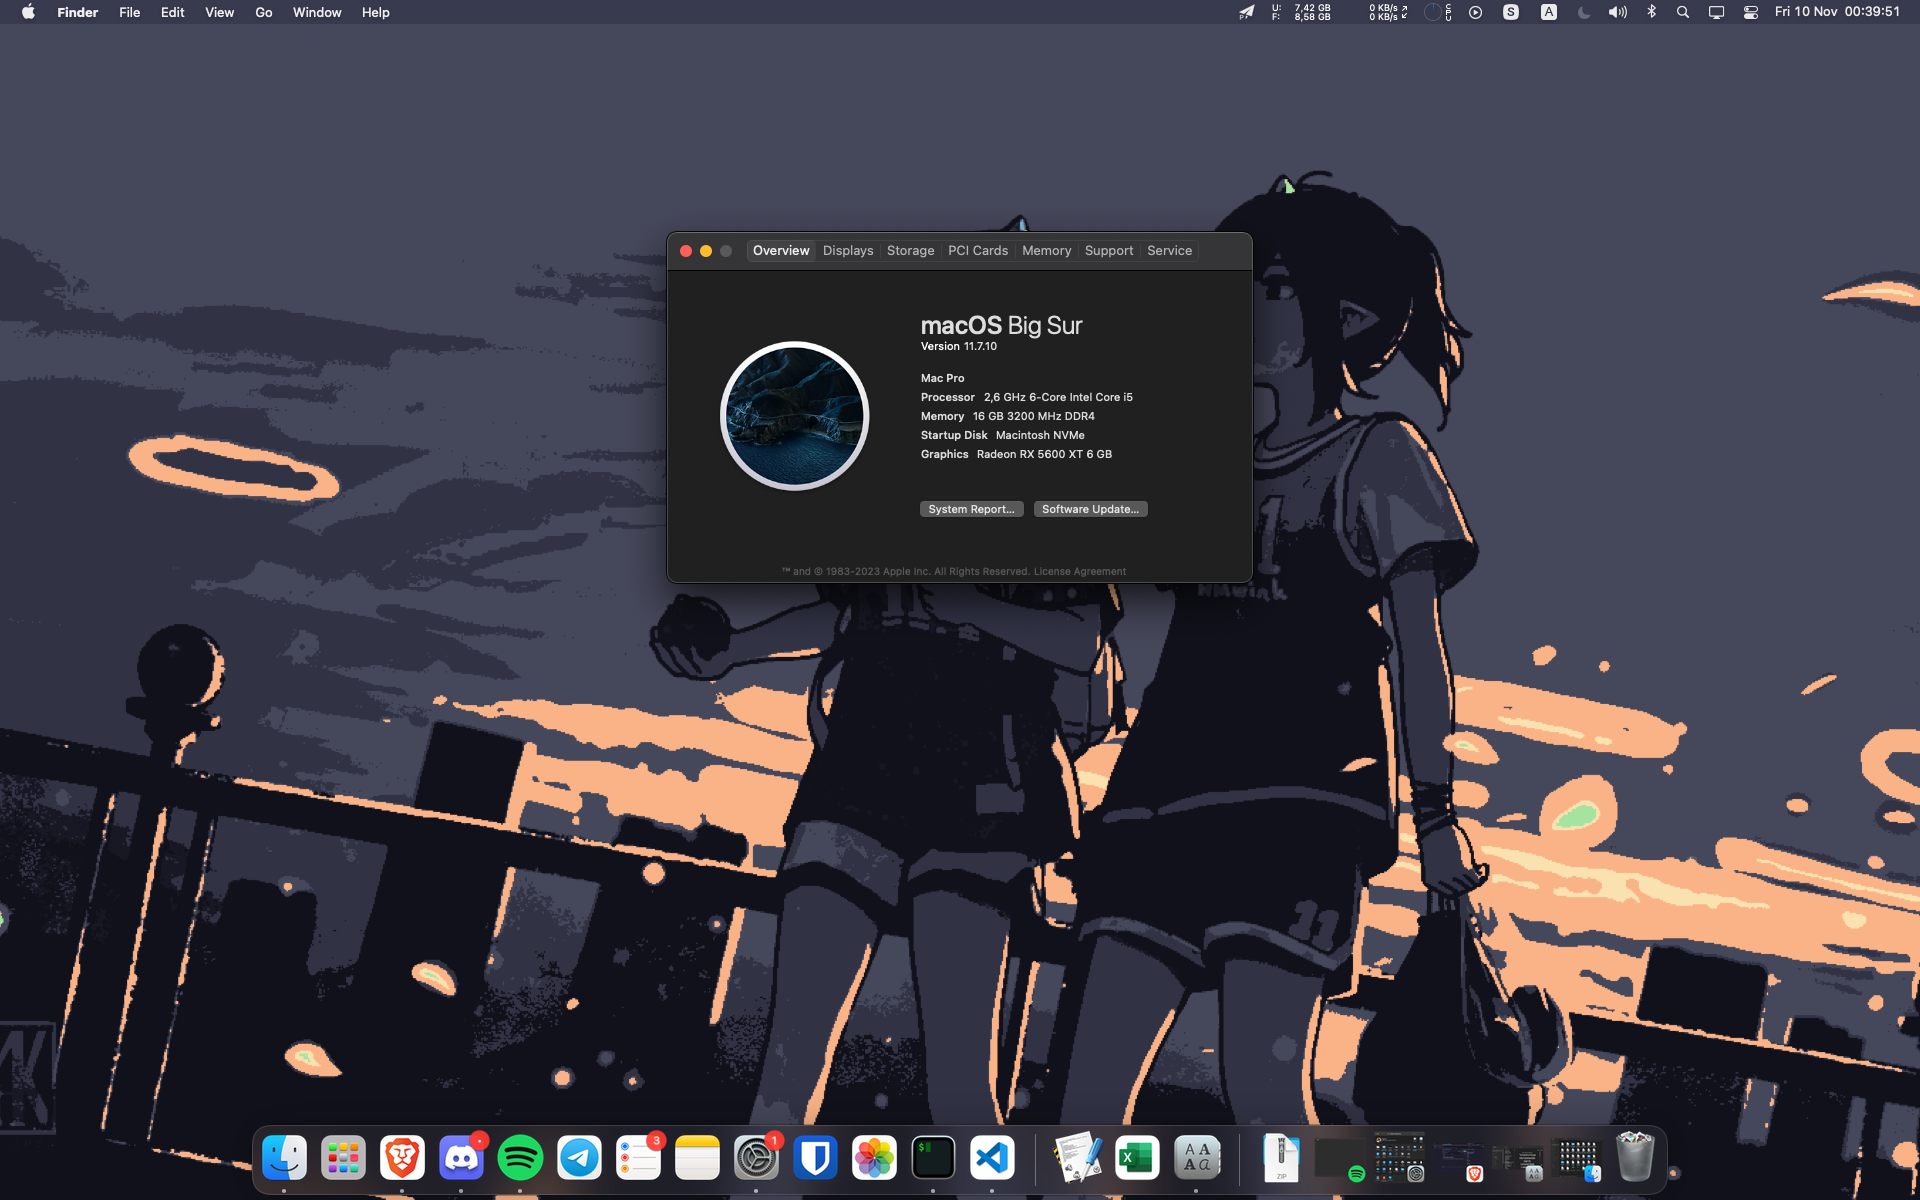 Finder File Edit View Go Window Help
U: 7,42 GB
F: 8,58 GB
0 KB/s
0 KB/s
CPU
S
A
Fri 10 Nov 00:39:51
Overview Displays Storage PCI Cards Memory Support Service
macOS Big Sur
Version 11.7.10
Mac Pro
Processor 2,6 GHz 6-Core Intel Core i5
Memory 16 GB 3200 MHz DDR4
Startup Disk Macintosh NVMe
Graphics Radeon RX 5600 XT 6 GB
System Report... Software Update...
™ and © 1983-2023 Apple Inc. All Rights Reserved. License Agreement
11
3
1
$
ZIP